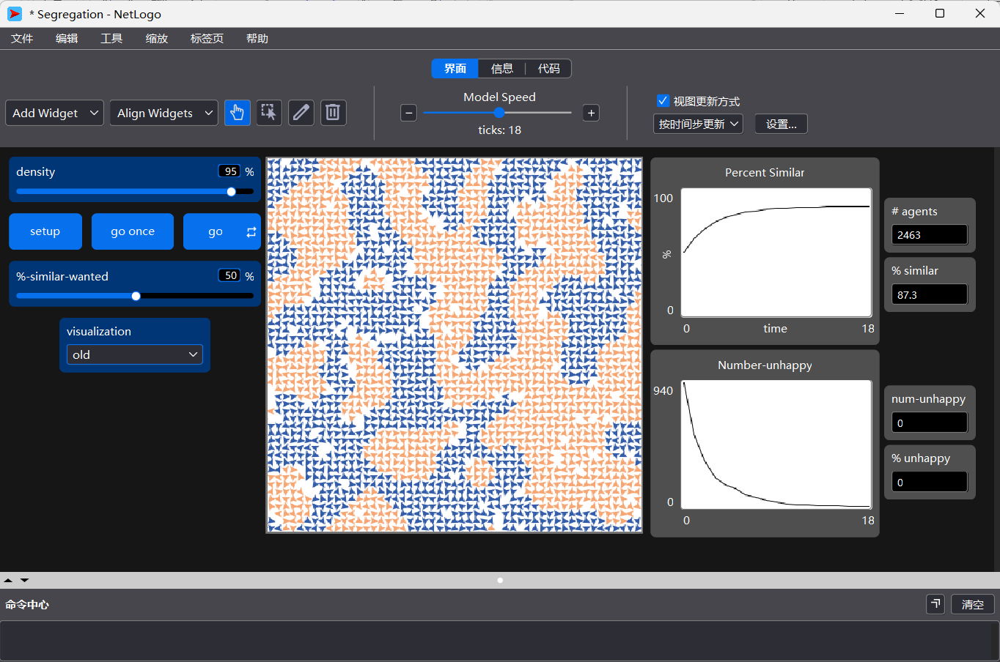 * Segregation - NetLogo
文件 编辑 工具 缩放 标签页 帮助
界面 信息 代码
Add Widget Align Widgets
Model Speed
ticks: 18
视图更新方式
按时间步更新 设置...
density 95 %
setup go once go
%-similar-wanted 50 %
visualization
old
Percent Similar
100
%
0
0 time 18
# agents
2463
% similar
87.3
Number-unhappy
940
0
0 18
num-unhappy
0
% unhappy
0
命令中心 清空